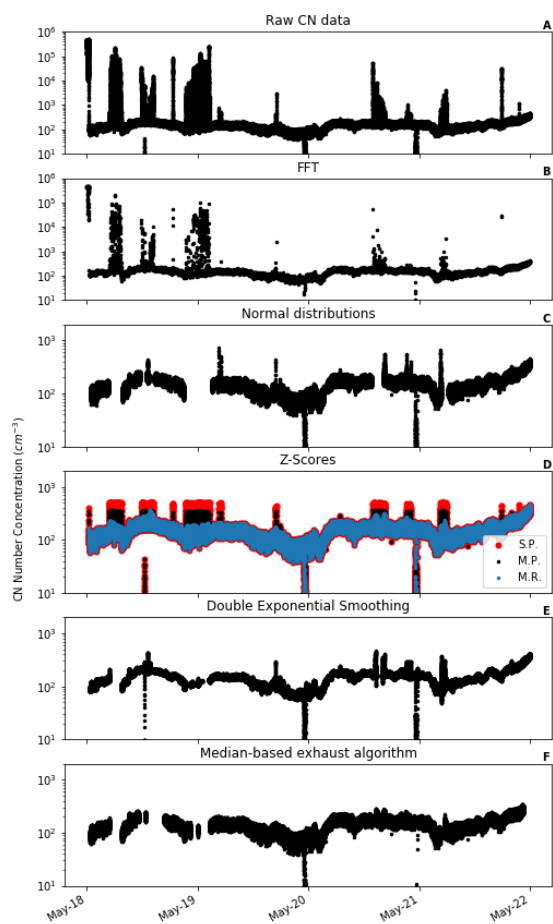 Raw CN data
A
10^6
10^5
10^4
10^3
10^2
10^1
FFT
B
10^6
10^5
10^4
10^3
10^2
10^1
Normal distributions
C
10^3
10^2
10^1
CN Number Concentration (cm^-3)
Z-Scores
D
10^3
10^2
10^1
S.P.
M.P.
M.R.
Double Exponential Smoothing
E
10^3
10^2
10^1
Median-based exhaust algorithm
F
10^3
10^2
10^1
May-18
May-19
May-20
May-21
May-22